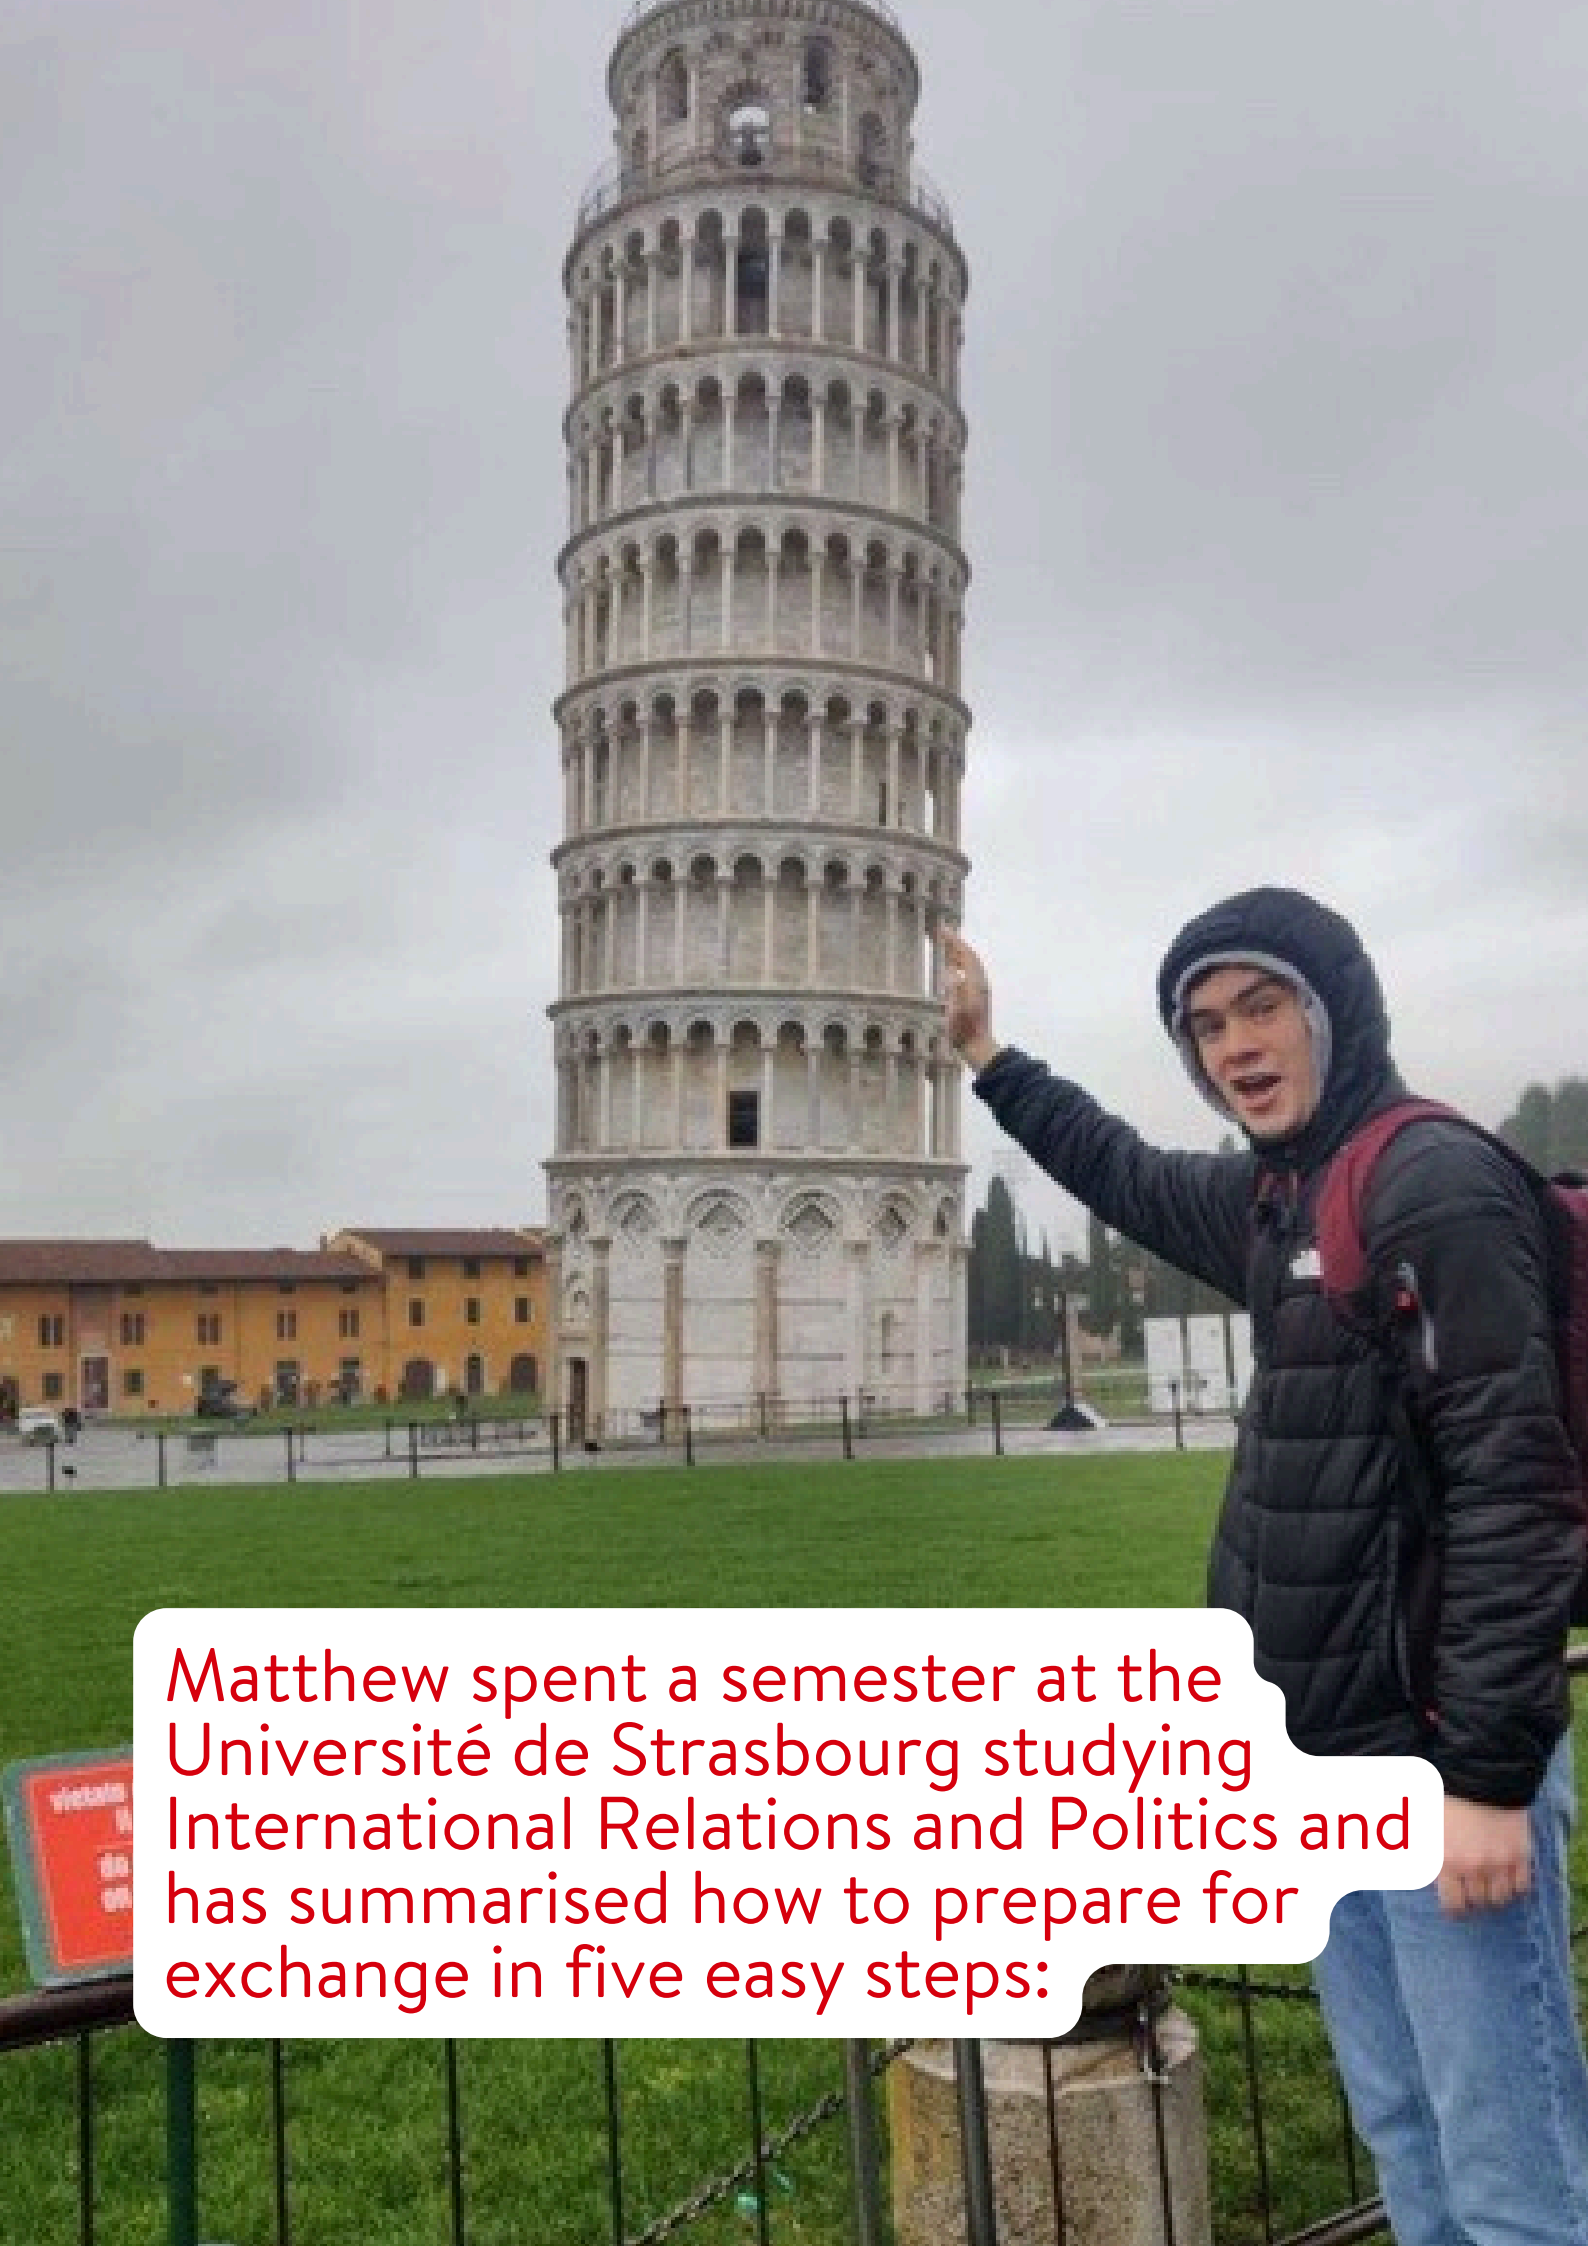 Matthew spent a semester at the
Université de Strasbourg studying
International Relations and Politics and
has summarised how to prepare for
exchange in five easy steps: